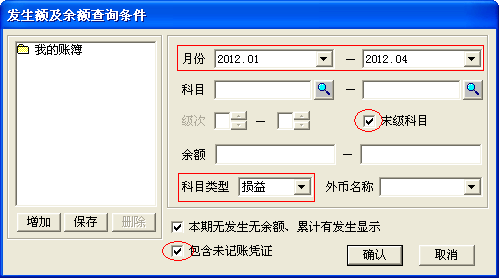 发生额及余额查询条件
我的账簿
月份 2012.01 — 2012.04
科目 —
级次 — 末级科目
余额 —
科目类型 损益 外币名称
增加 保存 删除
本期无发生无余额、累计有发生显示
包含未记账凭证
确认 取消